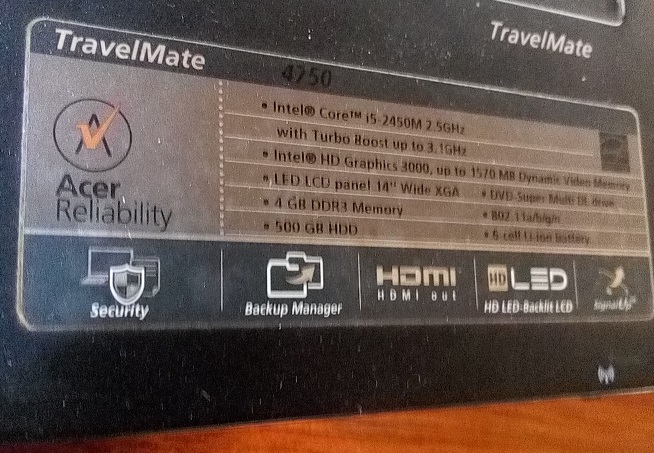 TravelMate
TravelMate
4750
• Intel® Core™ i5-2450M 2.5GHz
with Turbo Boost up to 3.1GHz
• Intel® HD Graphics 3000, up to 1570 MB Dynamic Video Memory
• LED LCD panel 14" Wide XGA • DVD-Super Multi DL drive
• 4 GB DDR3 Memory • 802.11a/b/g/n
• 500 GB HDD • 6-cell Li-ion Battery
Acer
Reliability
HDMI HD LED
Security Backup Manager HDMI out HD LED-Backlit LCD SignalUp™